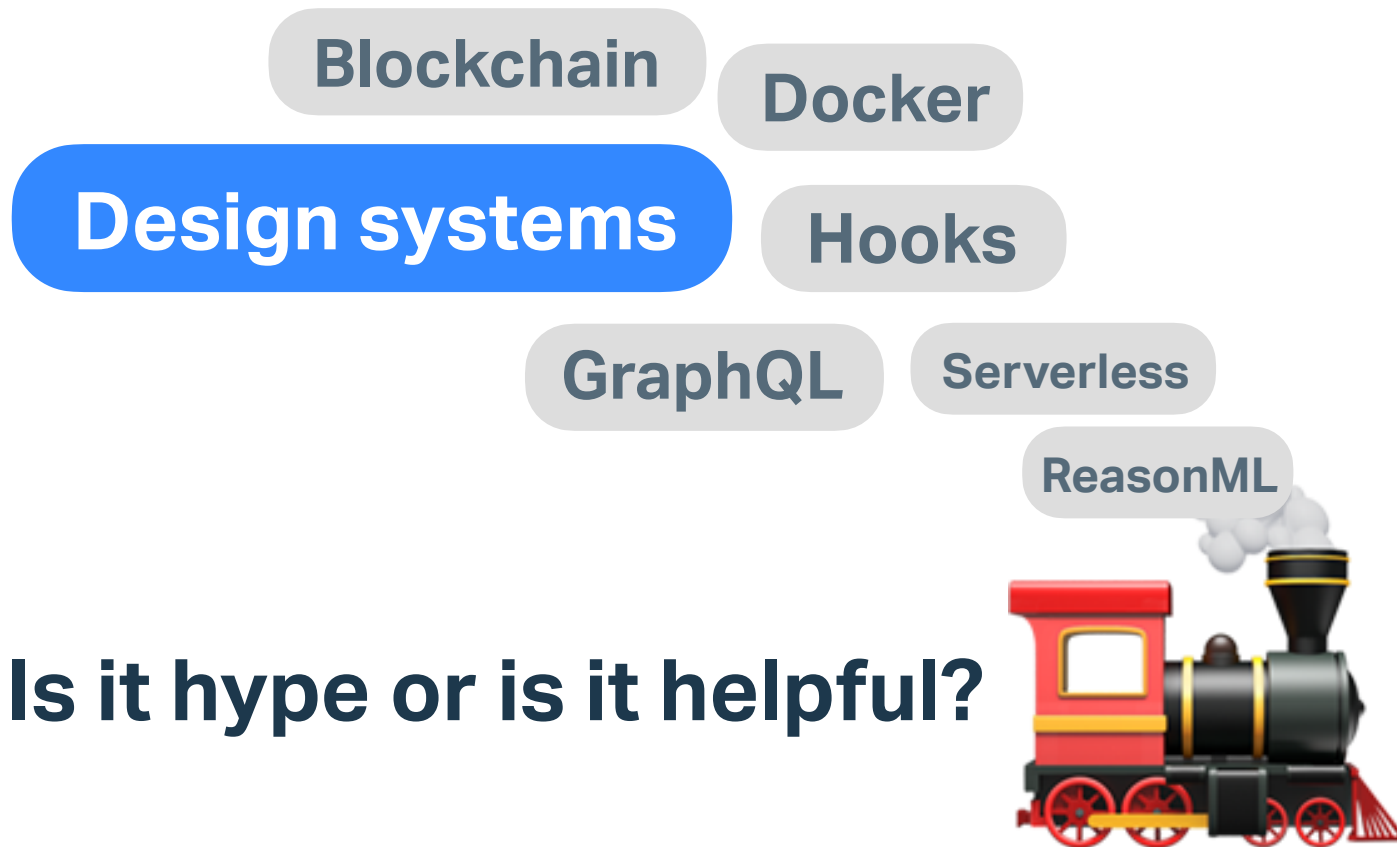 Blockchain
Docker
Design systems
Hooks
GraphQL
Serverless
ReasonML
Is it hype or is it helpful?